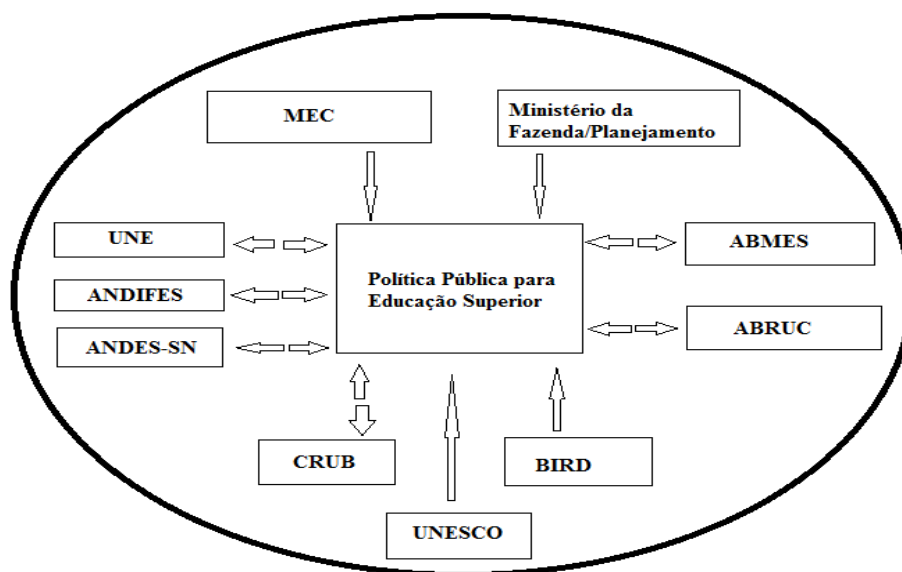 MEC
Ministério da
Fazenda/Planejamento
UNE
ANDIFES
ANDES-SN
Política Pública para
Educação Superior
ABMES
ABRUC
CRUB
BIRD
UNESCO